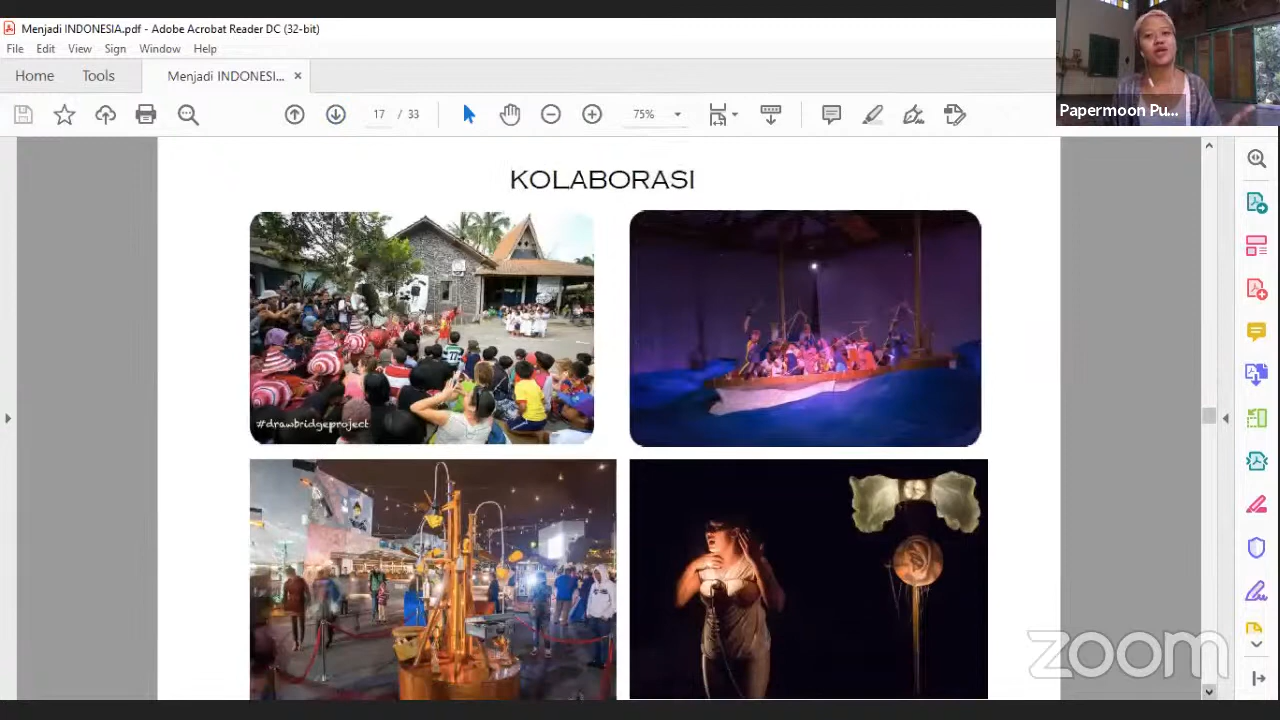 Menjadi INDONESIA.pdf - Adobe Acrobat Reader DC (32-bit)
File Edit View Sign Window Help
Home Tools Menjadi INDONESI... ×
17 / 33 75%
Papermoon Pu...
KOLABORASI
#drawbridgeproject
zoom